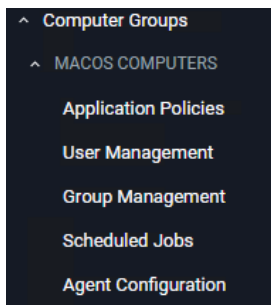 Computer Groups
MACOS COMPUTERS
Application Policies
User Management
Group Management
Scheduled Jobs
Agent Configuration